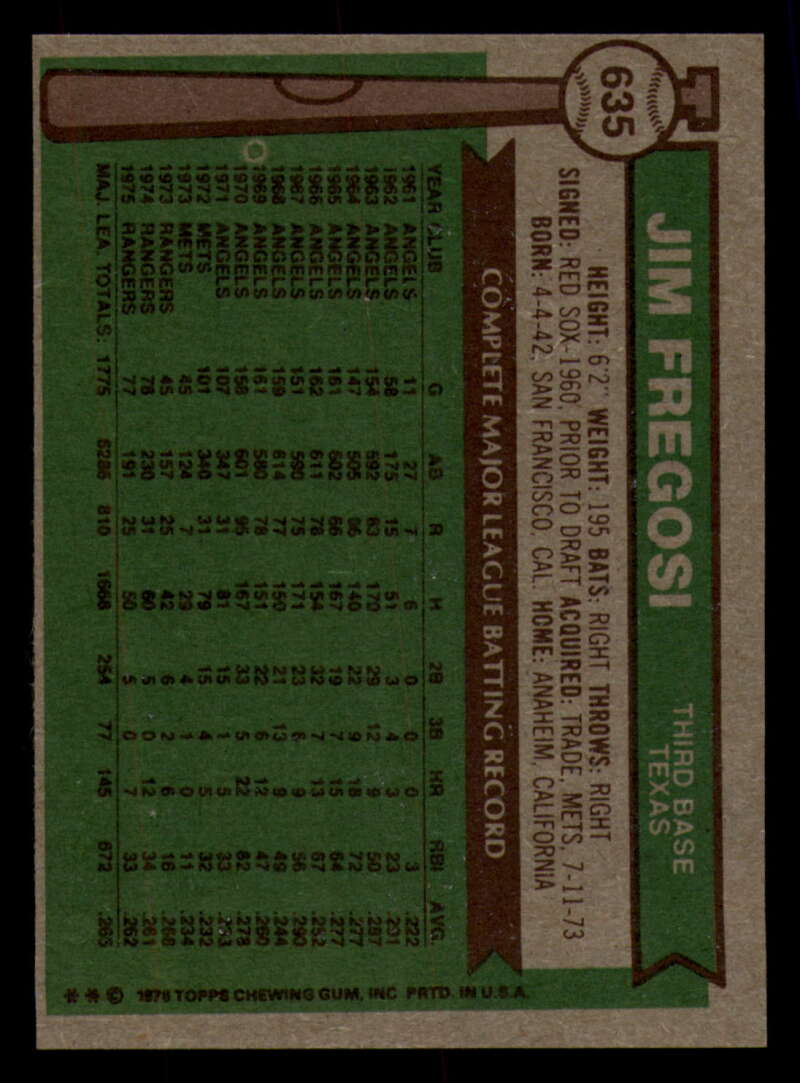 635
JIM FREGOSI
THIRD BASE
TEXAS
HEIGHT: 6'2" WEIGHT: 195 BATS: RIGHT THROWS: RIGHT
SIGNED: RED SOX-1960, PRIOR TO DRAFT ACQUIRED: TRADE, METS, 7-11-73
BORN: 4-4-42, SAN FRANCISCO, CAL. HOME: ANAHEIM, CALIFORNIA
COMPLETE MAJOR LEAGUE BATTING RECORD
YEAR CLUB G AB R H 2B 3B HR RBI AVG.
1961 ANGELS 11 27 7 6 0 0 0 3 .222
1962 ANGELS 58 175 15 51 3 4 3 23 .291
1963 ANGELS 154 592 83 170 29 12 9 50 .287
1964 ANGELS 147 505 86 140 22 9 18 72 .277
1965 ANGELS 161 602 66 167 19 7 15 64 .277
1966 ANGELS 162 611 78 154 32 7 13 67 .252
1967 ANGELS 151 590 75 171 23 6 9 56 .290
1968 ANGELS 159 614 77 150 21 13 9 49 .244
1969 ANGELS 161 580 78 151 22 6 12 47 .260
1970 ANGELS 158 601 95 167 33 5 22 82 .278
1971 ANGELS 107 347 31 81 15 1 5 33 .233
1972 METS 101 340 31 79 15 4 5 32 .232
1973 METS 45 124 7 29 4 1 0 11 .234
1973 RANGERS 45 157 25 42 6 2 6 16 .268
1974 RANGERS 78 230 31 60 5 0 12 34 .261
1975 RANGERS 77 191 25 50 5 0 7 33 .262
MAJ. LEA. TOTALS: 1775 6286 810 1668 254 77 145 672 .265
** © 1976 TOPPS CHEWING GUM, INC PRTD. IN U.S.A.